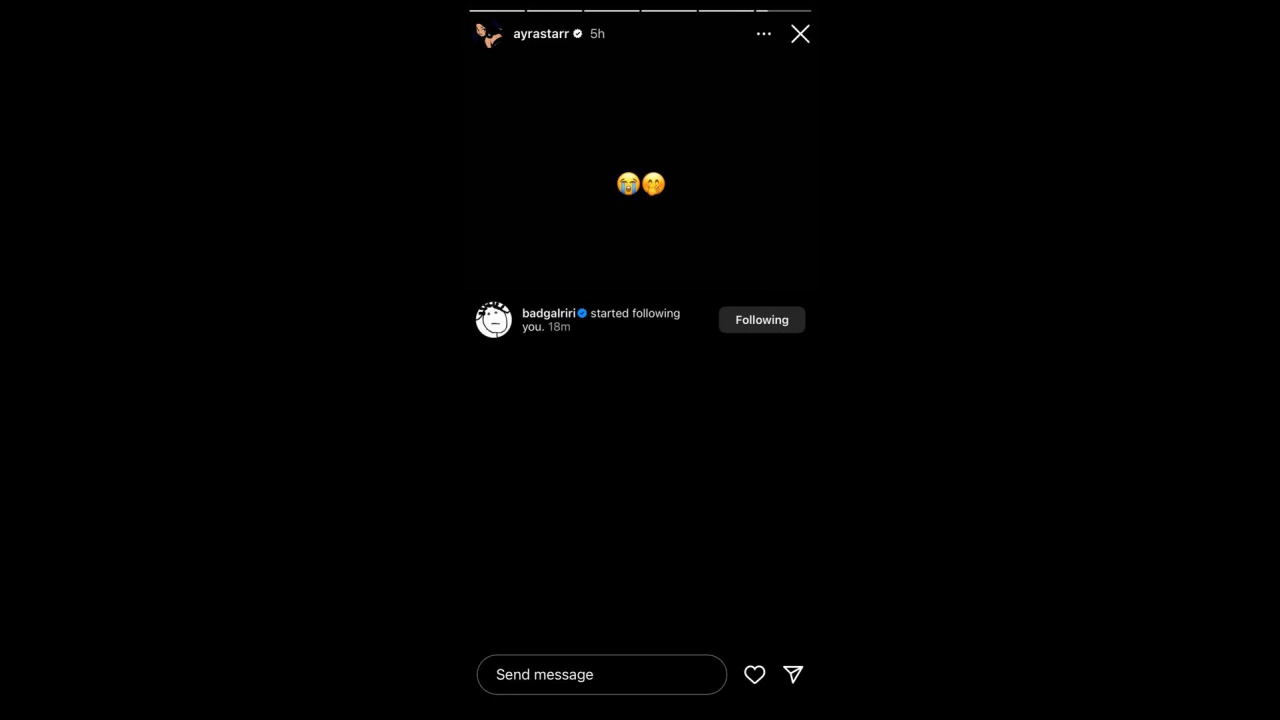 ayrastarr 5h
😭🤭
badgalriri started following
you. 18m
Following
Send message